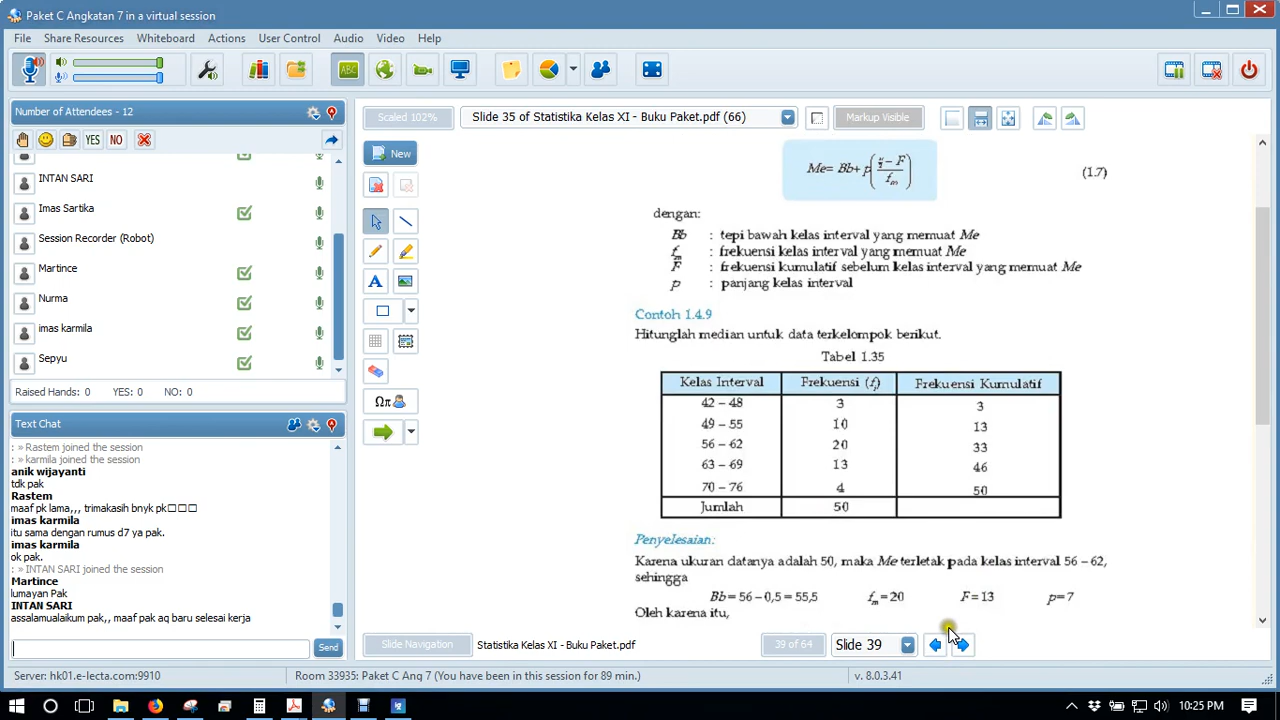 Paket C Angkatan 7 in a virtual session
File Share Resources Whiteboard Actions User Control Audio Video Help
Number of Attendees - 12
YES NO
INTAN SARI
Imas Sartika
Session Recorder (Robot)
Martince
Nurma
imas karmila
Sepyu
Raised Hands: 0 YES: 0 NO: 0
Text Chat
: » Rastem joined the session
: » karmila joined the session
anik wijayanti
tdk pak
Rastem
maaf pk lama,,, trimakasih bnyk pk□□□
imas karmila
itu sama dengan rumus d7 ya pak.
imas karmila
ok pak.
: » INTAN SARI joined the session
Martince
lumayan Pak
INTAN SARI
assalamualaikum pak,, maaf pak aq baru selesai kerja
Send
Scaled 102%
Slide 35 of Statistika Kelas XI - Buku Paket.pdf (66)
Markup Visible
New
ABC
A
Ωπ
Me= Bb+ p(n/2 − F / fm) (1.7)
dengan:
Bb : tepi bawah kelas interval yang memuat Me
fm : frekuensi kelas interval yang memuat Me
F : frekuensi kumulatif sebelum kelas interval yang memuat Me
p : panjang kelas interval
Contoh 1.4.9
Hitunglah median untuk data terkelompok berikut.
Tabel 1.35
Kelas Interval Frekuensi (fi) Frekuensi Kumulatif
42 – 48 3 3
49 – 55 10 13
56 – 62 20 33
63 – 69 13 46
70 – 76 4 50
Jumlah 50
Penyelesaian:
Karena ukuran datanya adalah 50, maka Me terletak pada kelas interval 56 – 62,
sehingga
Bb = 56 – 0,5 = 55,5 fm = 20 F = 13 p = 7
Oleh karena itu,
Slide Navigation
Statistika Kelas XI - Buku Paket.pdf
39 of 64
Slide 39
Server: hk01.e-lecta.com:9910
Room 33935: Paket C Ang 7 (You have been in this session for 89 min.)
v. 8.0.3.41
10:25 PM